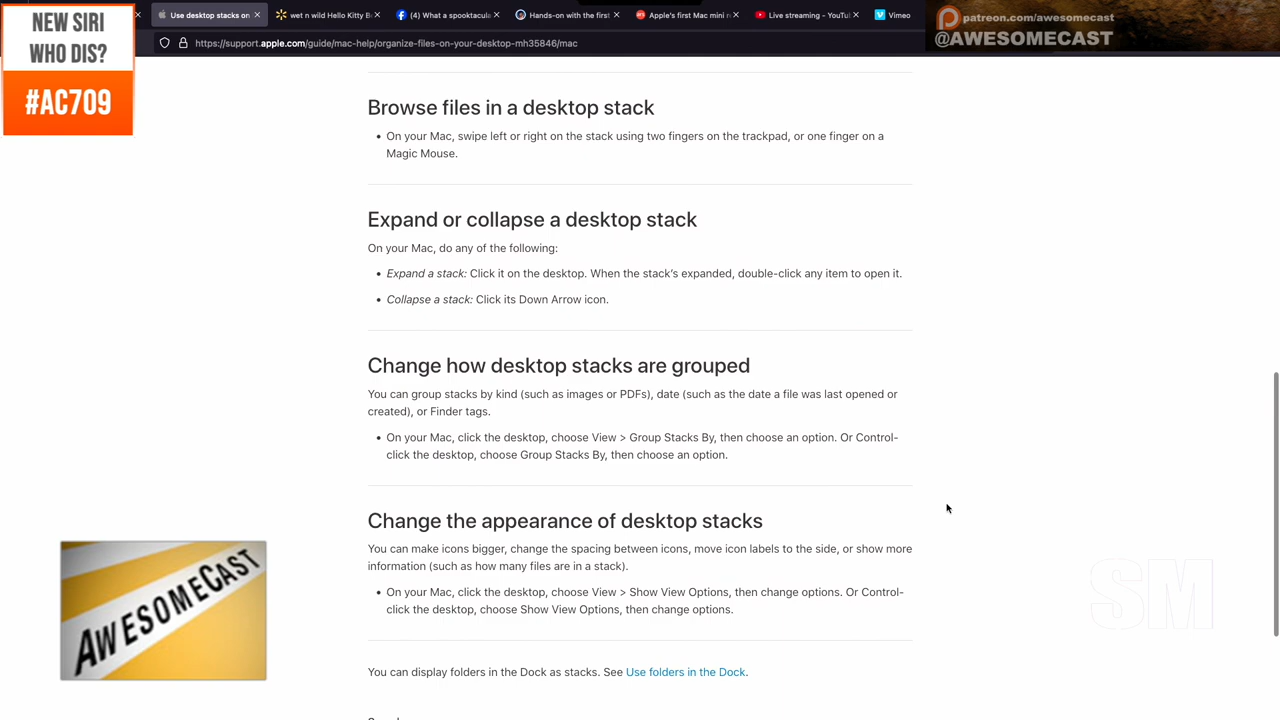 NEW SIRI
WHO DIS?
#AC709
Use desktop stacks on
wet n wild Hello Kitty B
(4) What a spooktacula
Hands-on with the first
Apple's first Mac mini r
Live streaming - YouTu
Vimeo
patreon.com/awesomecast
@AWESOMECAST
https://support.apple.com/guide/mac-help/organize-files-on-your-desktop-mh35846/mac
Browse files in a desktop stack
• On your Mac, swipe left or right on the stack using two fingers on the trackpad, or one finger on a
Magic Mouse.
Expand or collapse a desktop stack
On your Mac, do any of the following:
• Expand a stack: Click it on the desktop. When the stack's expanded, double-click any item to open it.
• Collapse a stack: Click its Down Arrow icon.
Change how desktop stacks are grouped
You can group stacks by kind (such as images or PDFs), date (such as the date a file was last opened or
created), or Finder tags.
• On your Mac, click the desktop, choose View > Group Stacks By, then choose an option. Or Control-
click the desktop, choose Group Stacks By, then choose an option.
Change the appearance of desktop stacks
You can make icons bigger, change the spacing between icons, move icon labels to the side, or show more
information (such as how many files are in a stack).
• On your Mac, click the desktop, choose View > Show View Options, then change options. Or Control-
click the desktop, choose Show View Options, then change options.
You can display folders in the Dock as stacks. See Use folders in the Dock.
AWESOMECAST
SM